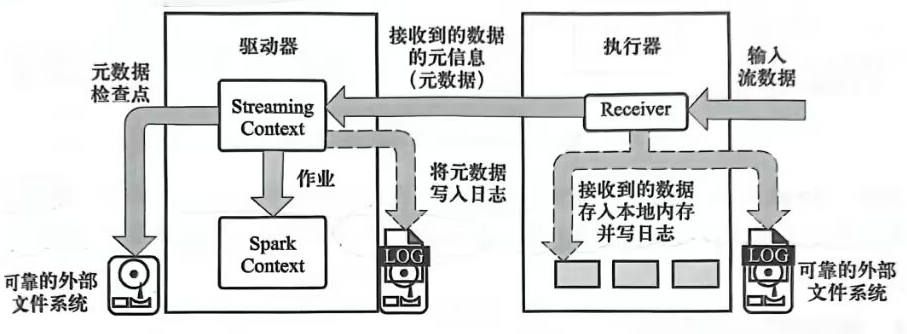 驱动器
接收到的数据
的元信息
(元数据)
执行器
输入
流数据
元数据
检查点
Streaming
Context
Receiver
作业
将元数据
写入日志
接收到的数据
存入本地内存
并写日志
Spark
Context
LOG
LOG
可靠的外部
文件系统
可靠的外部
文件系统